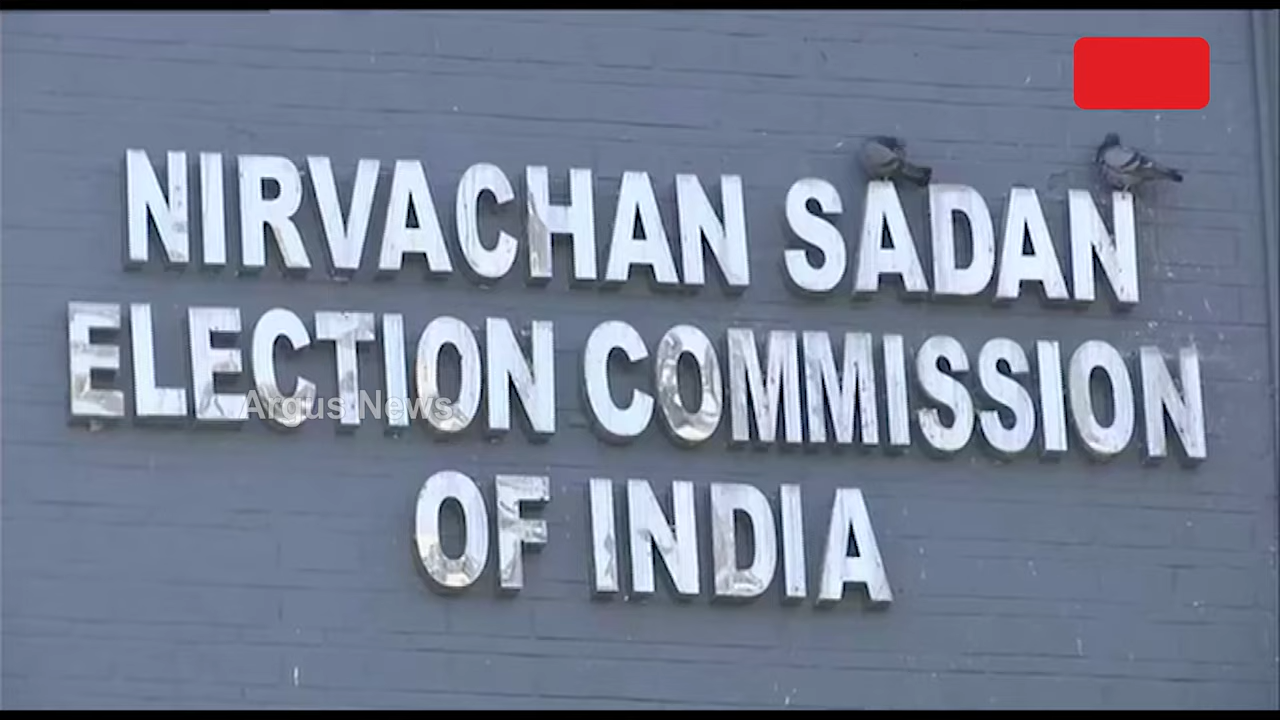 NIRVACHAN SADAN
ELECTION COMMISSION
Argus News
OF INDIA